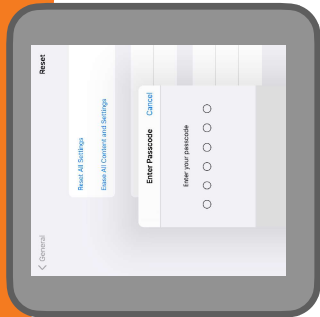 General
Reset
Reset All Settings
Erase All Content and Settings
Enter Passcode
Cancel
Enter your passcode